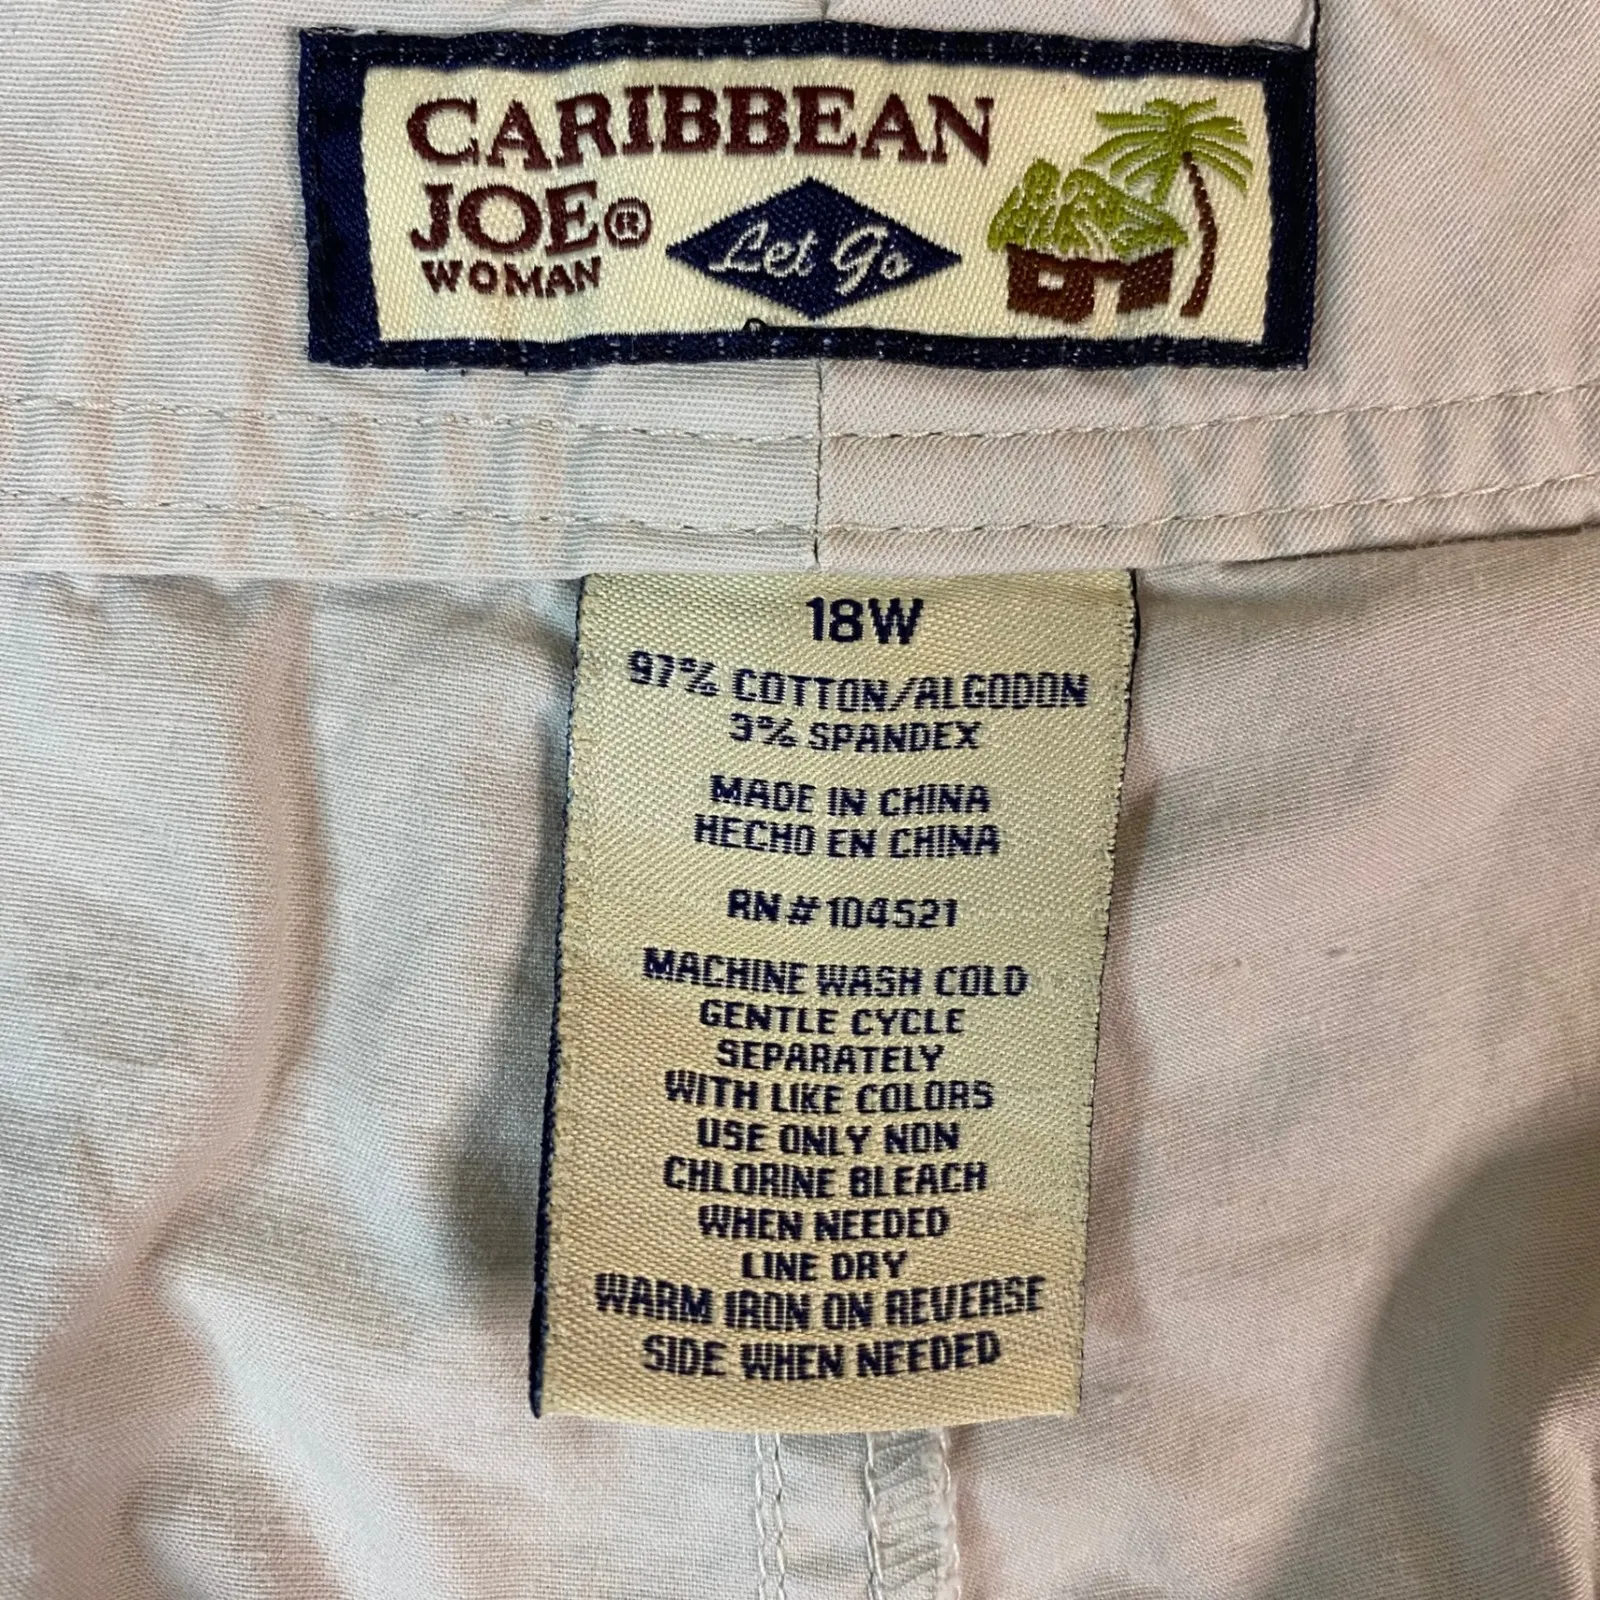 CARIBBEAN
JOE®
WOMAN
Let Go
18W
97% COTTON/ALGODON
3% SPANDEX
MADE IN CHINA
HECHO EN CHINA
RN#104521
MACHINE WASH COLD
GENTLE CYCLE
SEPARATELY
WITH LIKE COLORS
USE ONLY NON
CHLORINE BLEACH
WHEN NEEDED
LINE DRY
WARM IRON ON REVERSE
SIDE WHEN NEEDED